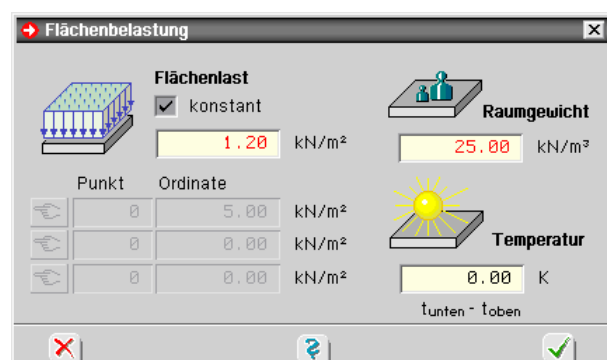 Flächenbelastung
Flächenlast
konstant
1.20 kN/m²
Raumgewicht
25.00 kN/m³
Punkt Ordinate
0 5.00 kN/m²
0 0.00 kN/m²
0 0.00 kN/m²
Temperatur
0.00 K
tunten - toben